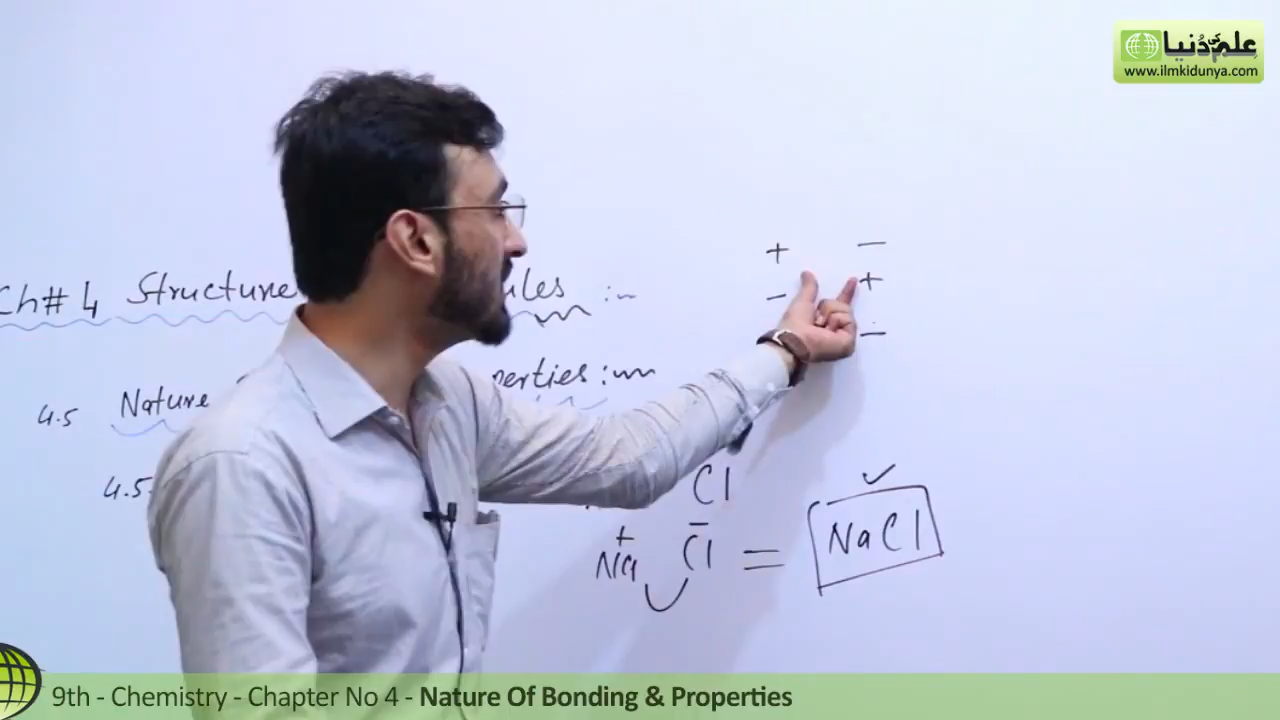 علم کی دُنیا
www.ilmkidunya.com
+ −
− +
−
Ch# 4 Structure ules :~
4.5 Nature perties :~
4.5.
Cl
+ −
Na Cl = NaCl
9th - Chemistry - Chapter No 4 - Nature Of Bonding & Properties